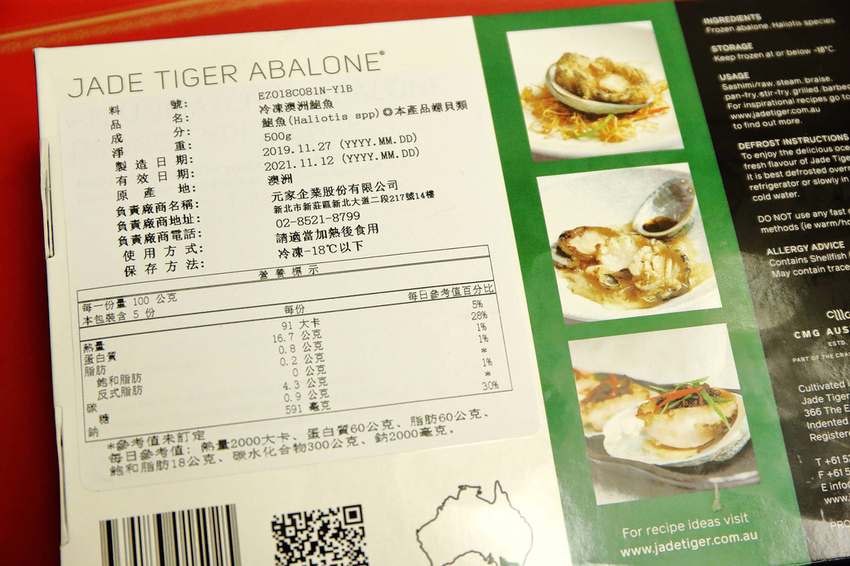 JADE TIGER ABALONE®
料 號: EZ018C081N-Y1B
品 名: 冷凍澳洲鮑魚
成 分: 鮑魚(Haliotis spp)◎本產品螺貝類
淨 重: 500g
製造日期: 2019.11.27 (YYYY.MM.DD)
有效日期: 2021.11.12 (YYYY.MM.DD)
原 產 地: 澳洲
負責廠商名稱: 元家企業股份有限公司
負責廠商地址: 新北市新莊區新北大道二段217號14樓
負責廠商電話: 02-8521-8799
使 用 方 式: 請適當加熱後食用
保 存 方 法: 冷凍-18℃以下
營養標示
每一份量 100 公克
本包裝含 5 份
每份 每日參考值百分比
熱量 91 大卡 5%
蛋白質 16.7 公克 28%
脂肪 0.8 公克 1%
飽和脂肪 0.2 公克 1%
反式脂肪 0 公克 *
碳 4.3 公克 1%
糖 0.9 公克 *
鈉 591 毫克 30%
*參考值未訂定
每日參考值: 熱量2000大卡、蛋白質60公克、脂肪60公克、
飽和脂肪18公克、碳水化合物300公克、鈉2000毫克。
For recipe ideas visit
www.jadetiger.com.au
INGREDIENTS
Frozen abalone. Haliotis species
STORAGE
Keep frozen at or below -18°C.
USAGE
Sashimi/raw, steam, braise,
pan-fry, stir-fry, grilled,
For inspirational recipes go to
www.jadetiger.com.au
to find out more.
DEFROST INSTRUCTIONS
To enjoy the delicious
fresh flavour of Jade
it is best defrosted
refrigerator or slowly in
cold water.
DO NOT use any fast
methods (ie
ALLERGY ADVICE
Contains Shellfish
May contain
CMG AUS
ESTD.
PART OF THE
Cultivated
Jade Tiger
366 The
Indented
T +61
F +61
E